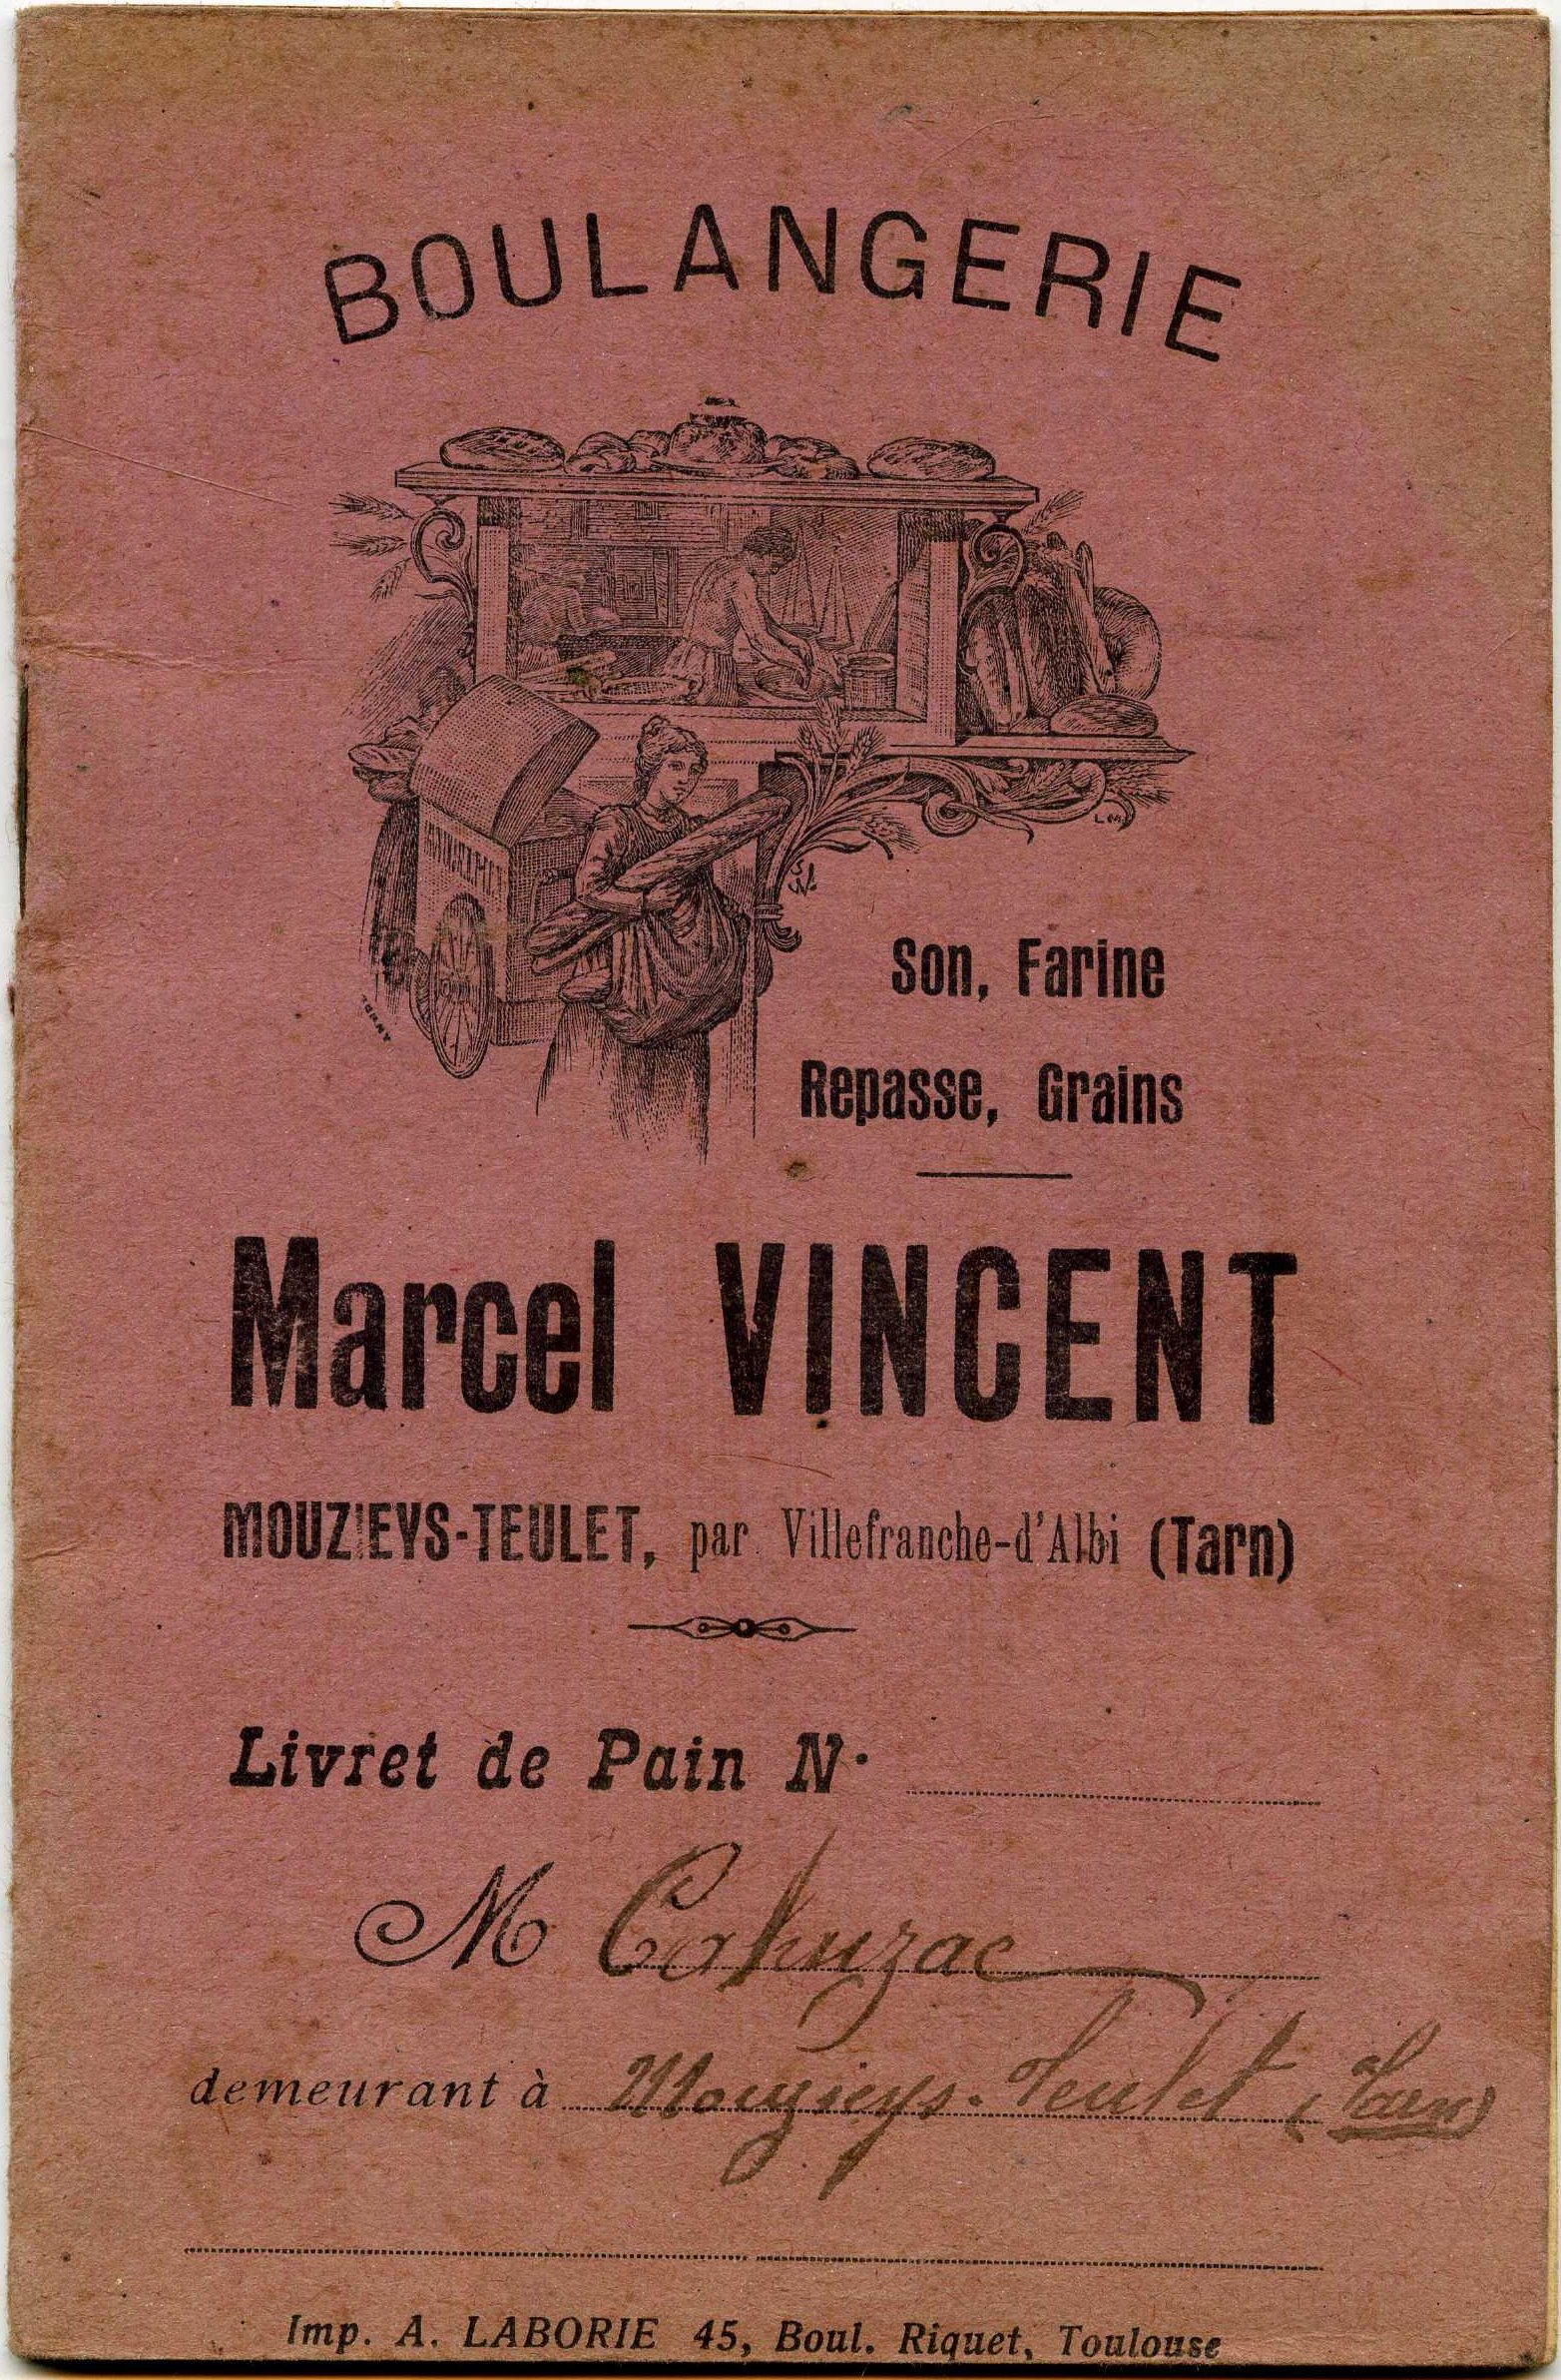 BOULANGERIE
Son, Farine
Repasse, Grains
Marcel VINCENT
MOUZIEYS-TEULET, par Villefranche-d'Albi (Tarn)
Livret de Pain N·
M Cahuzac
demeurant à Mouzieys-Teulet (Tarn)
Imp. A. LABORIE 45, Boul. Riquet, Toulouse